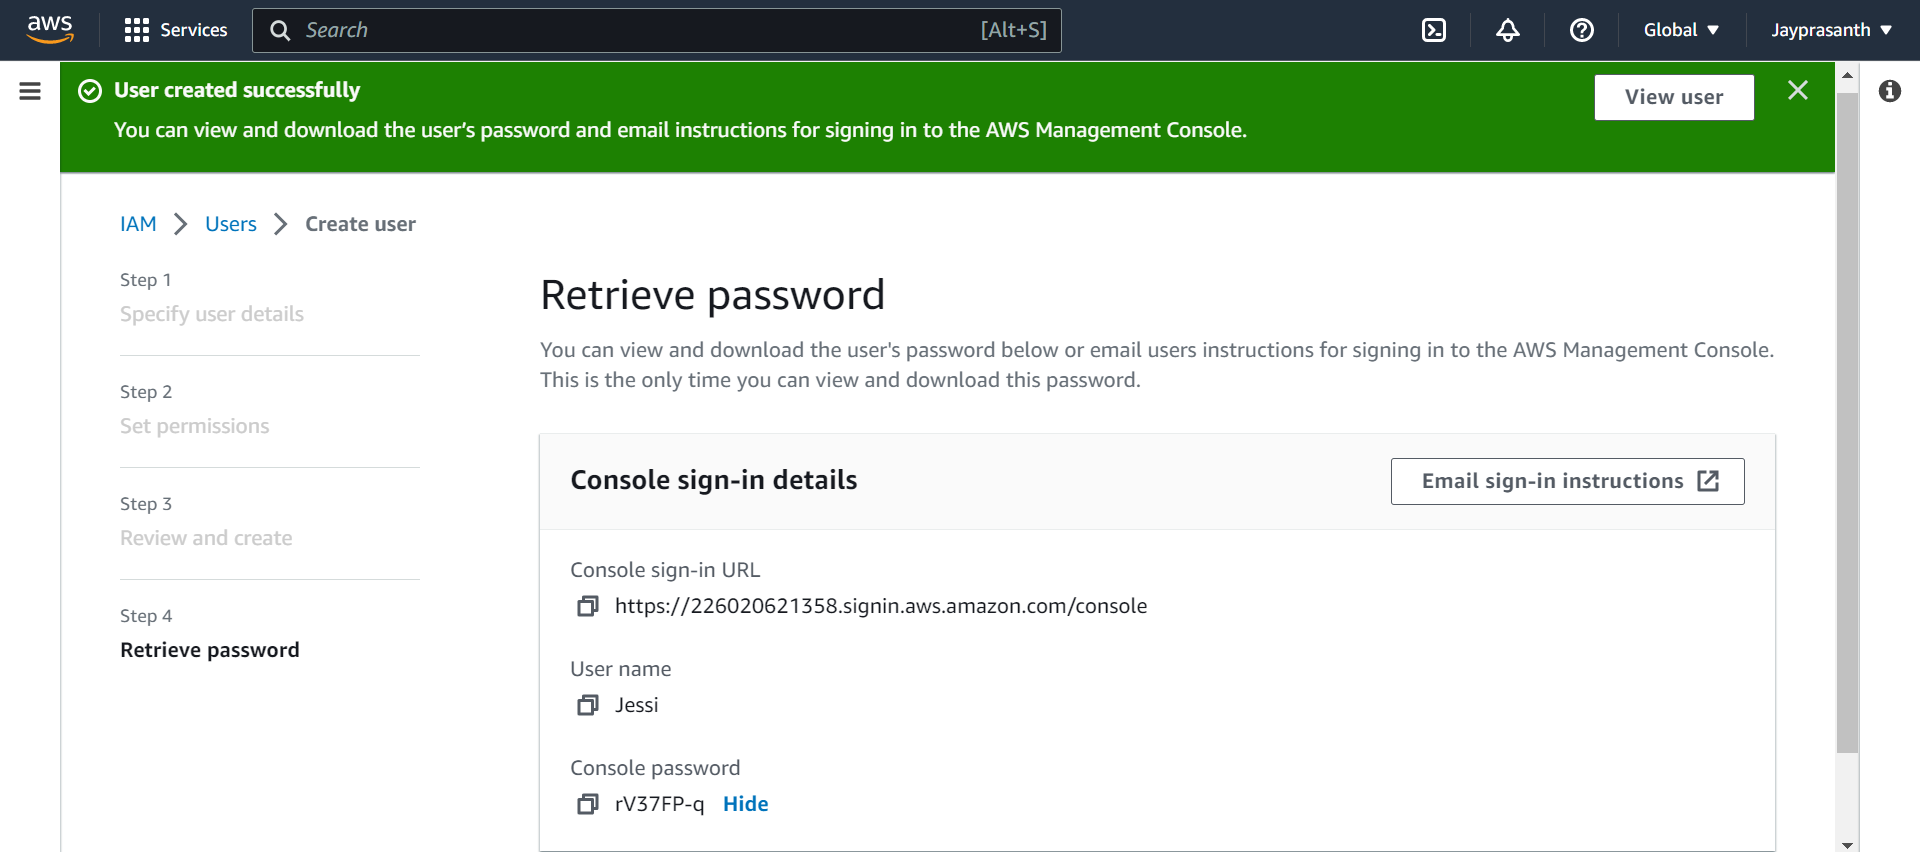 aws
Services
Search [Alt+S]
Global
Jayprasanth
User created successfully
View user
You can view and download the user’s password and email instructions for signing in to the AWS Management Console.
IAM > Users > Create user
Step 1
Specify user details
Step 2
Set permissions
Step 3
Review and create
Step 4
Retrieve password
Retrieve password
You can view and download the user's password below or email users instructions for signing in to the AWS Management Console.
This is the only time you can view and download this password.
Console sign-in details
Email sign-in instructions
Console sign-in URL
https://226020621358.signin.aws.amazon.com/console
User name
Jessi
Console password
rV37FP-q Hide